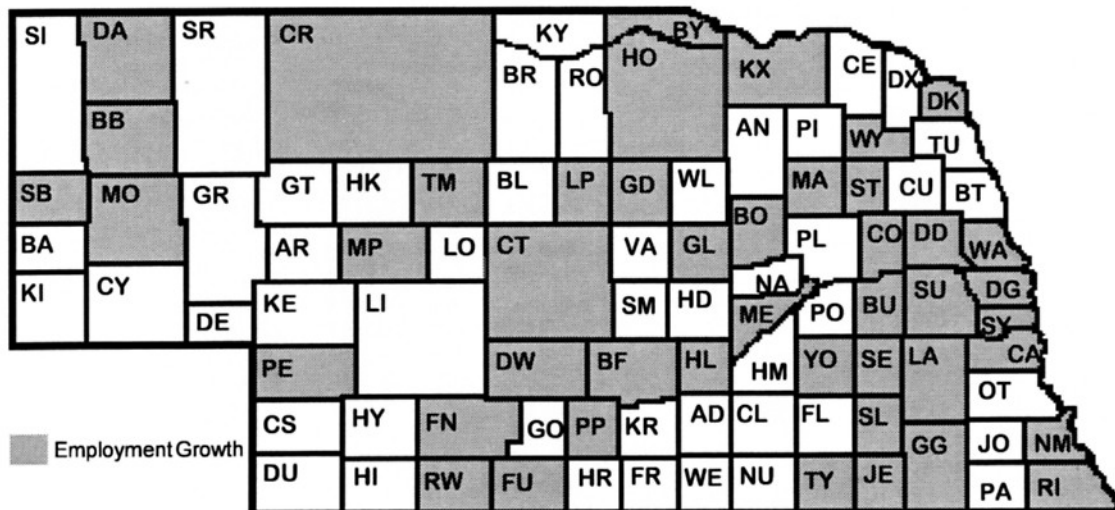 SI DA SR CR KY BY
BR RO HO KX CE DX DK
BB AN PI WY TU
SB MO GR GT HK TM BL LP GD WL MA ST CU BT
BA AR MP LO CT VA GL BO PL CO DD WA
KI CY DE KE LI SM HD NA ME PO BU SU DG SY
PE DW BF HL HM YO SE LA CA
CS HY FN GO PP KR AD CL FL SL OT
Employment Growth
DU HI RW FU HR FR WE NU TY JE GG JO NM
PA RI